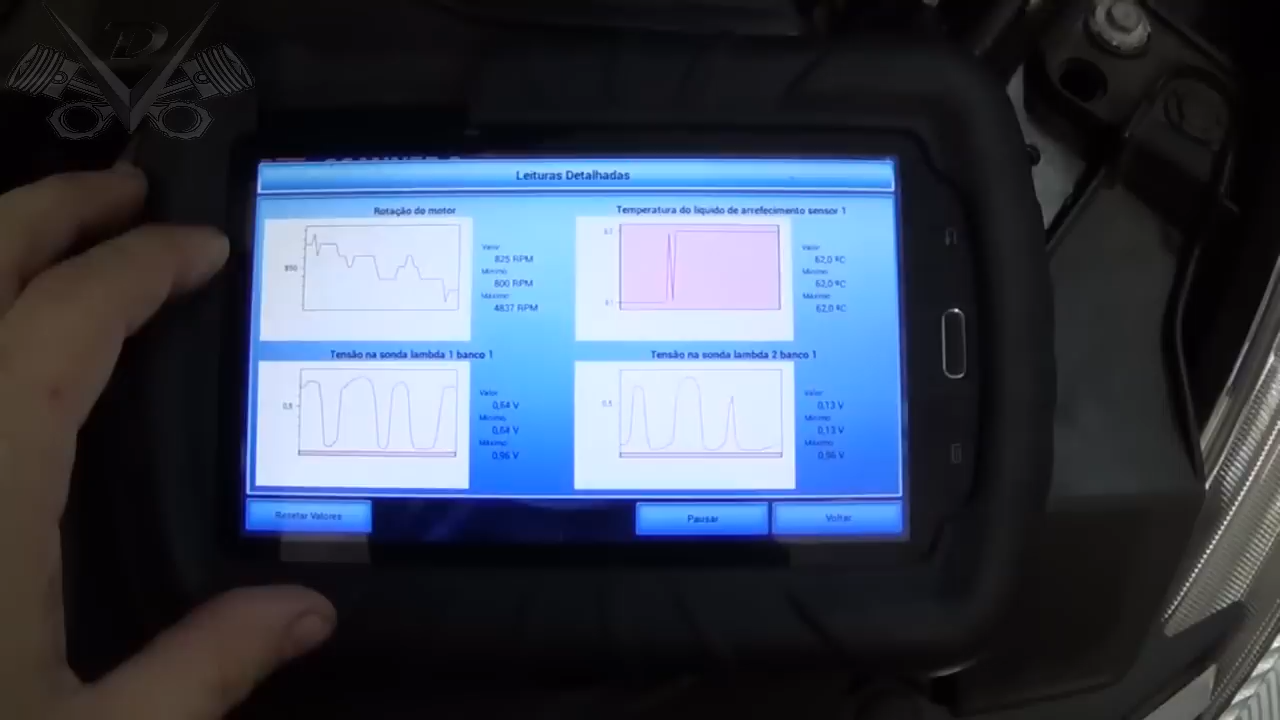 TD
Leituras Detalhadas
Rotação do motor
850
Valor
825 RPM
Mínimo
800 RPM
Máximo
4837 RPM
Temperatura do líquido de arrefecimento sensor 1
Valor
62,0 ºC
Mínimo
62,0 ºC
Máximo
62,0 ºC
Tensão na sonda lambda 1 banco 1
0,5
Valor
0,64 V
Mínimo
0,64 V
Máximo
0,96 V
Tensão na sonda lambda 2 banco 1
0,5
Valor
0,13 V
Mínimo
0,13 V
Máximo
0,96 V
Resetar Valores
Pausar
Voltar